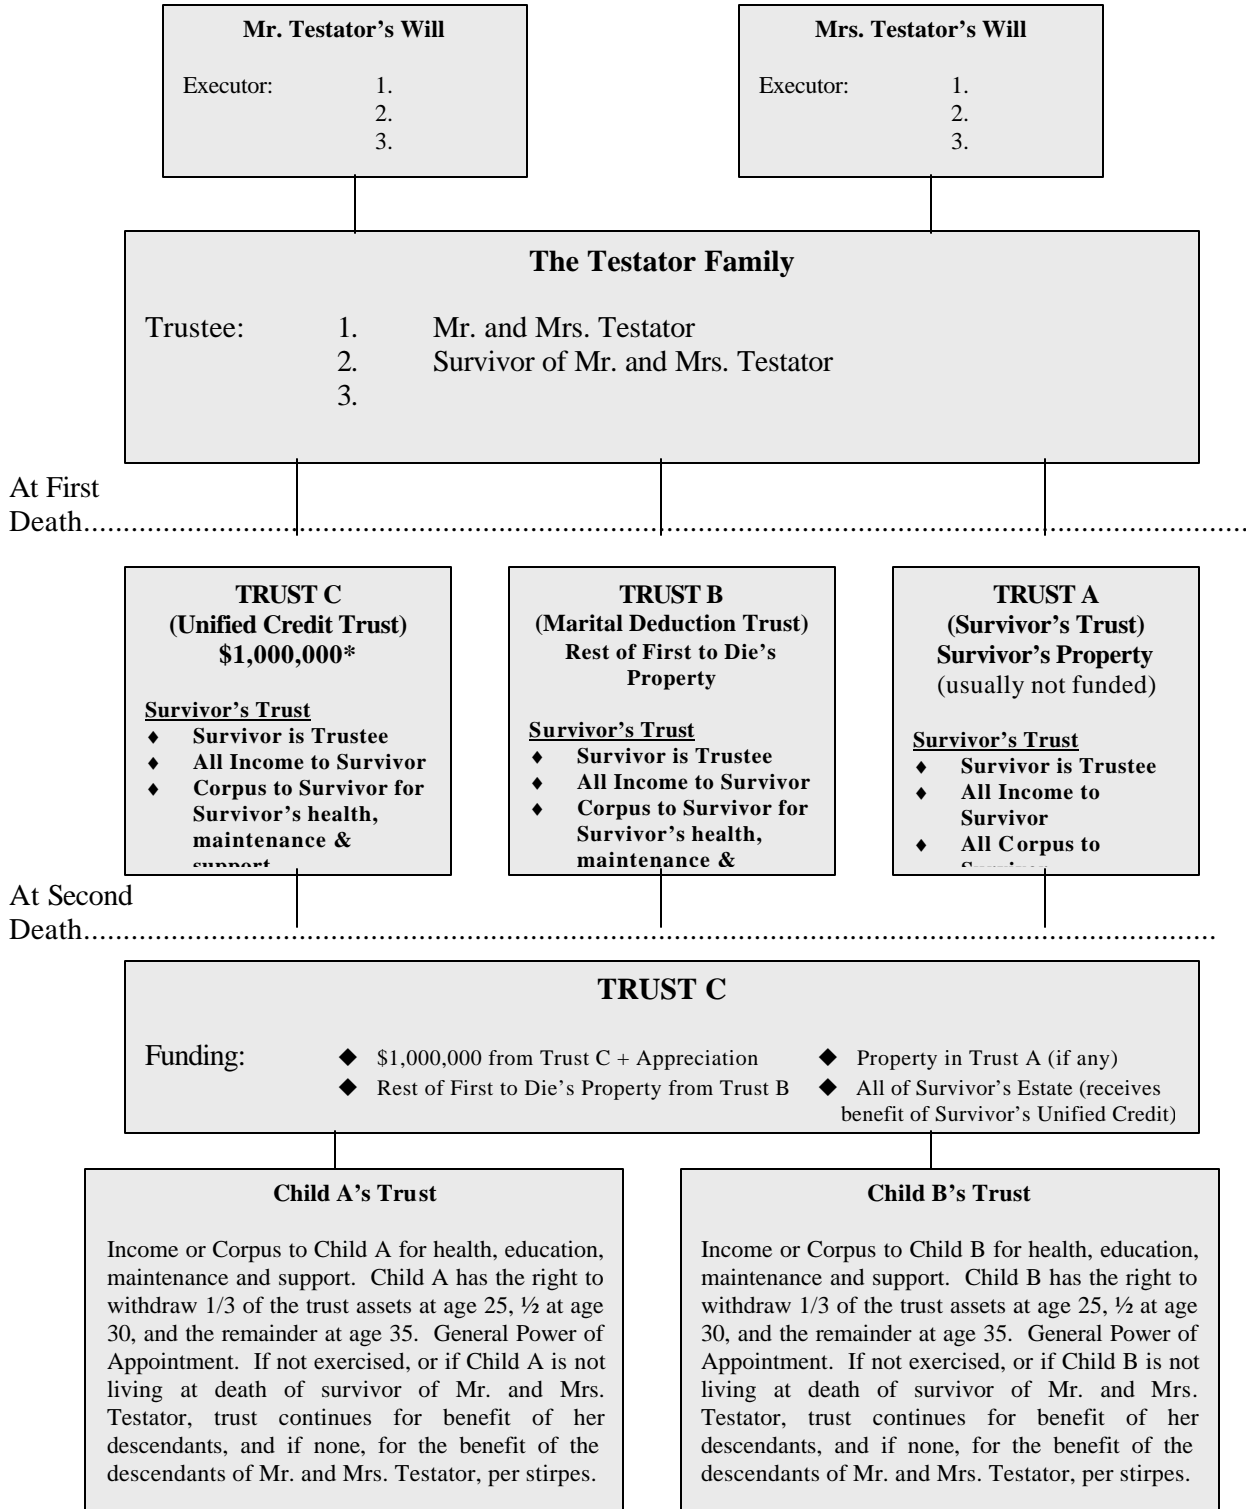 Mr. Testator's Will
Executor: 1.
2.
3.
Mrs. Testator's Will
Executor: 1.
2.
3.
The Testator Family
Trustee: 1. Mr. and Mrs. Testator
2. Survivor of Mr. and Mrs. Testator
3.
At First
Death....................................................................................................................................................
TRUST C
(Unified Credit Trust)
$1,000,000*
Survivor's Trust
♦ Survivor is Trustee
♦ All Income to Survivor
♦ Corpus to Survivor for
Survivor's health,
maintenance &
support
TRUST B
(Marital Deduction Trust)
Rest of First to Die's
Property
Survivor's Trust
♦ Survivor is Trustee
♦ All Income to Survivor
♦ Corpus to Survivor for
Survivor's health,
maintenance &
TRUST A
(Survivor's Trust)
Survivor's Property
(usually not funded)
Survivor's Trust
♦ Survivor is Trustee
♦ All Income to
Survivor
♦ All Corpus to
Survivor
At Second
Death................................................................................................................................................
TRUST C
Funding: ◆ $1,000,000 from Trust C + Appreciation ◆ Property in Trust A (if any)
◆ Rest of First to Die's Property from Trust B ◆ All of Survivor's Estate (receives
benefit of Survivor's Unified Credit)
Child A's Trust
Income or Corpus to Child A for health, education,
maintenance and support. Child A has the right to
withdraw 1/3 of the trust assets at age 25, ½ at age
30, and the remainder at age 35. General Power of
Appointment. If not exercised, or if Child A is not
living at death of survivor of Mr. and Mrs.
Testator, trust continues for benefit of her
descendants, and if none, for the benefit of the
descendants of Mr. and Mrs. Testator, per stirpes.
Child B's Trust
Income or Corpus to Child B for health, education,
maintenance and support. Child B has the right to
withdraw 1/3 of the trust assets at age 25, ½ at age
30, and the remainder at age 35. General Power of
Appointment. If not exercised, or if Child B is not
living at death of survivor of Mr. and Mrs.
Testator, trust continues for benefit of her
descendants, and if none, for the benefit of the
descendants of Mr. and Mrs. Testator, per stirpes.